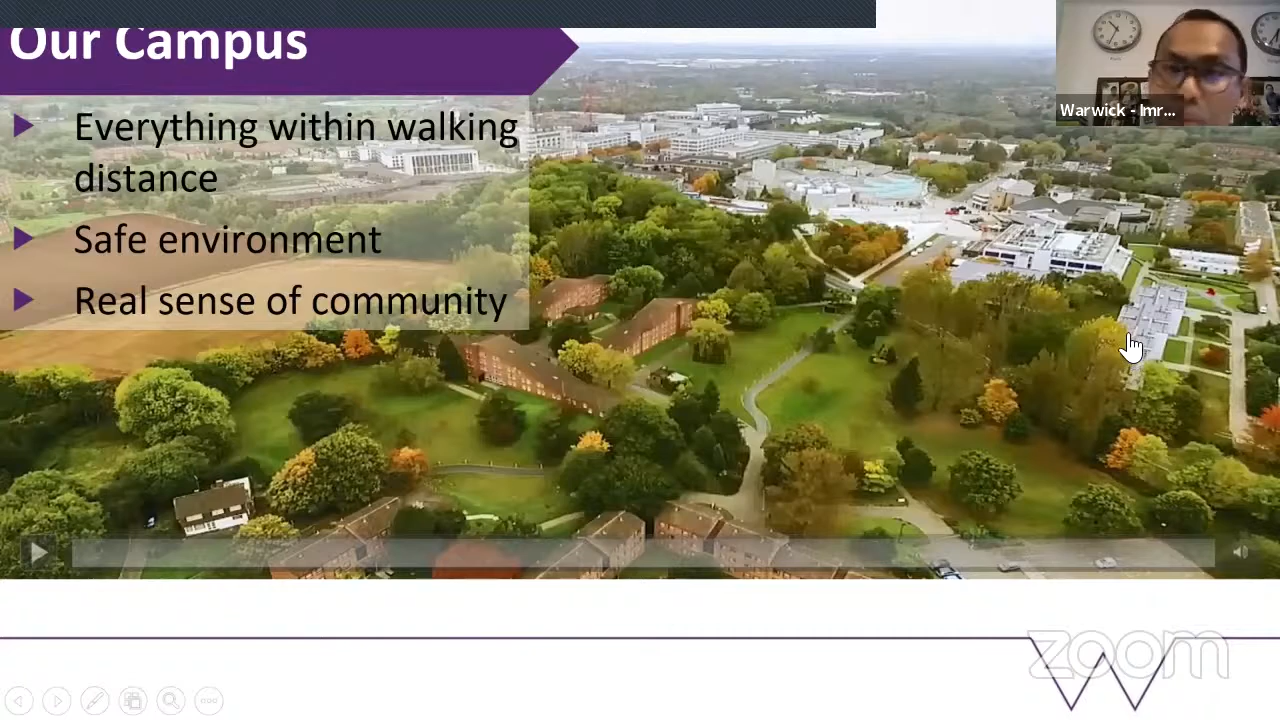 Our Campus
Everything within walking
distance
Safe environment
Real sense of community
Warwick - Imr...
zoom